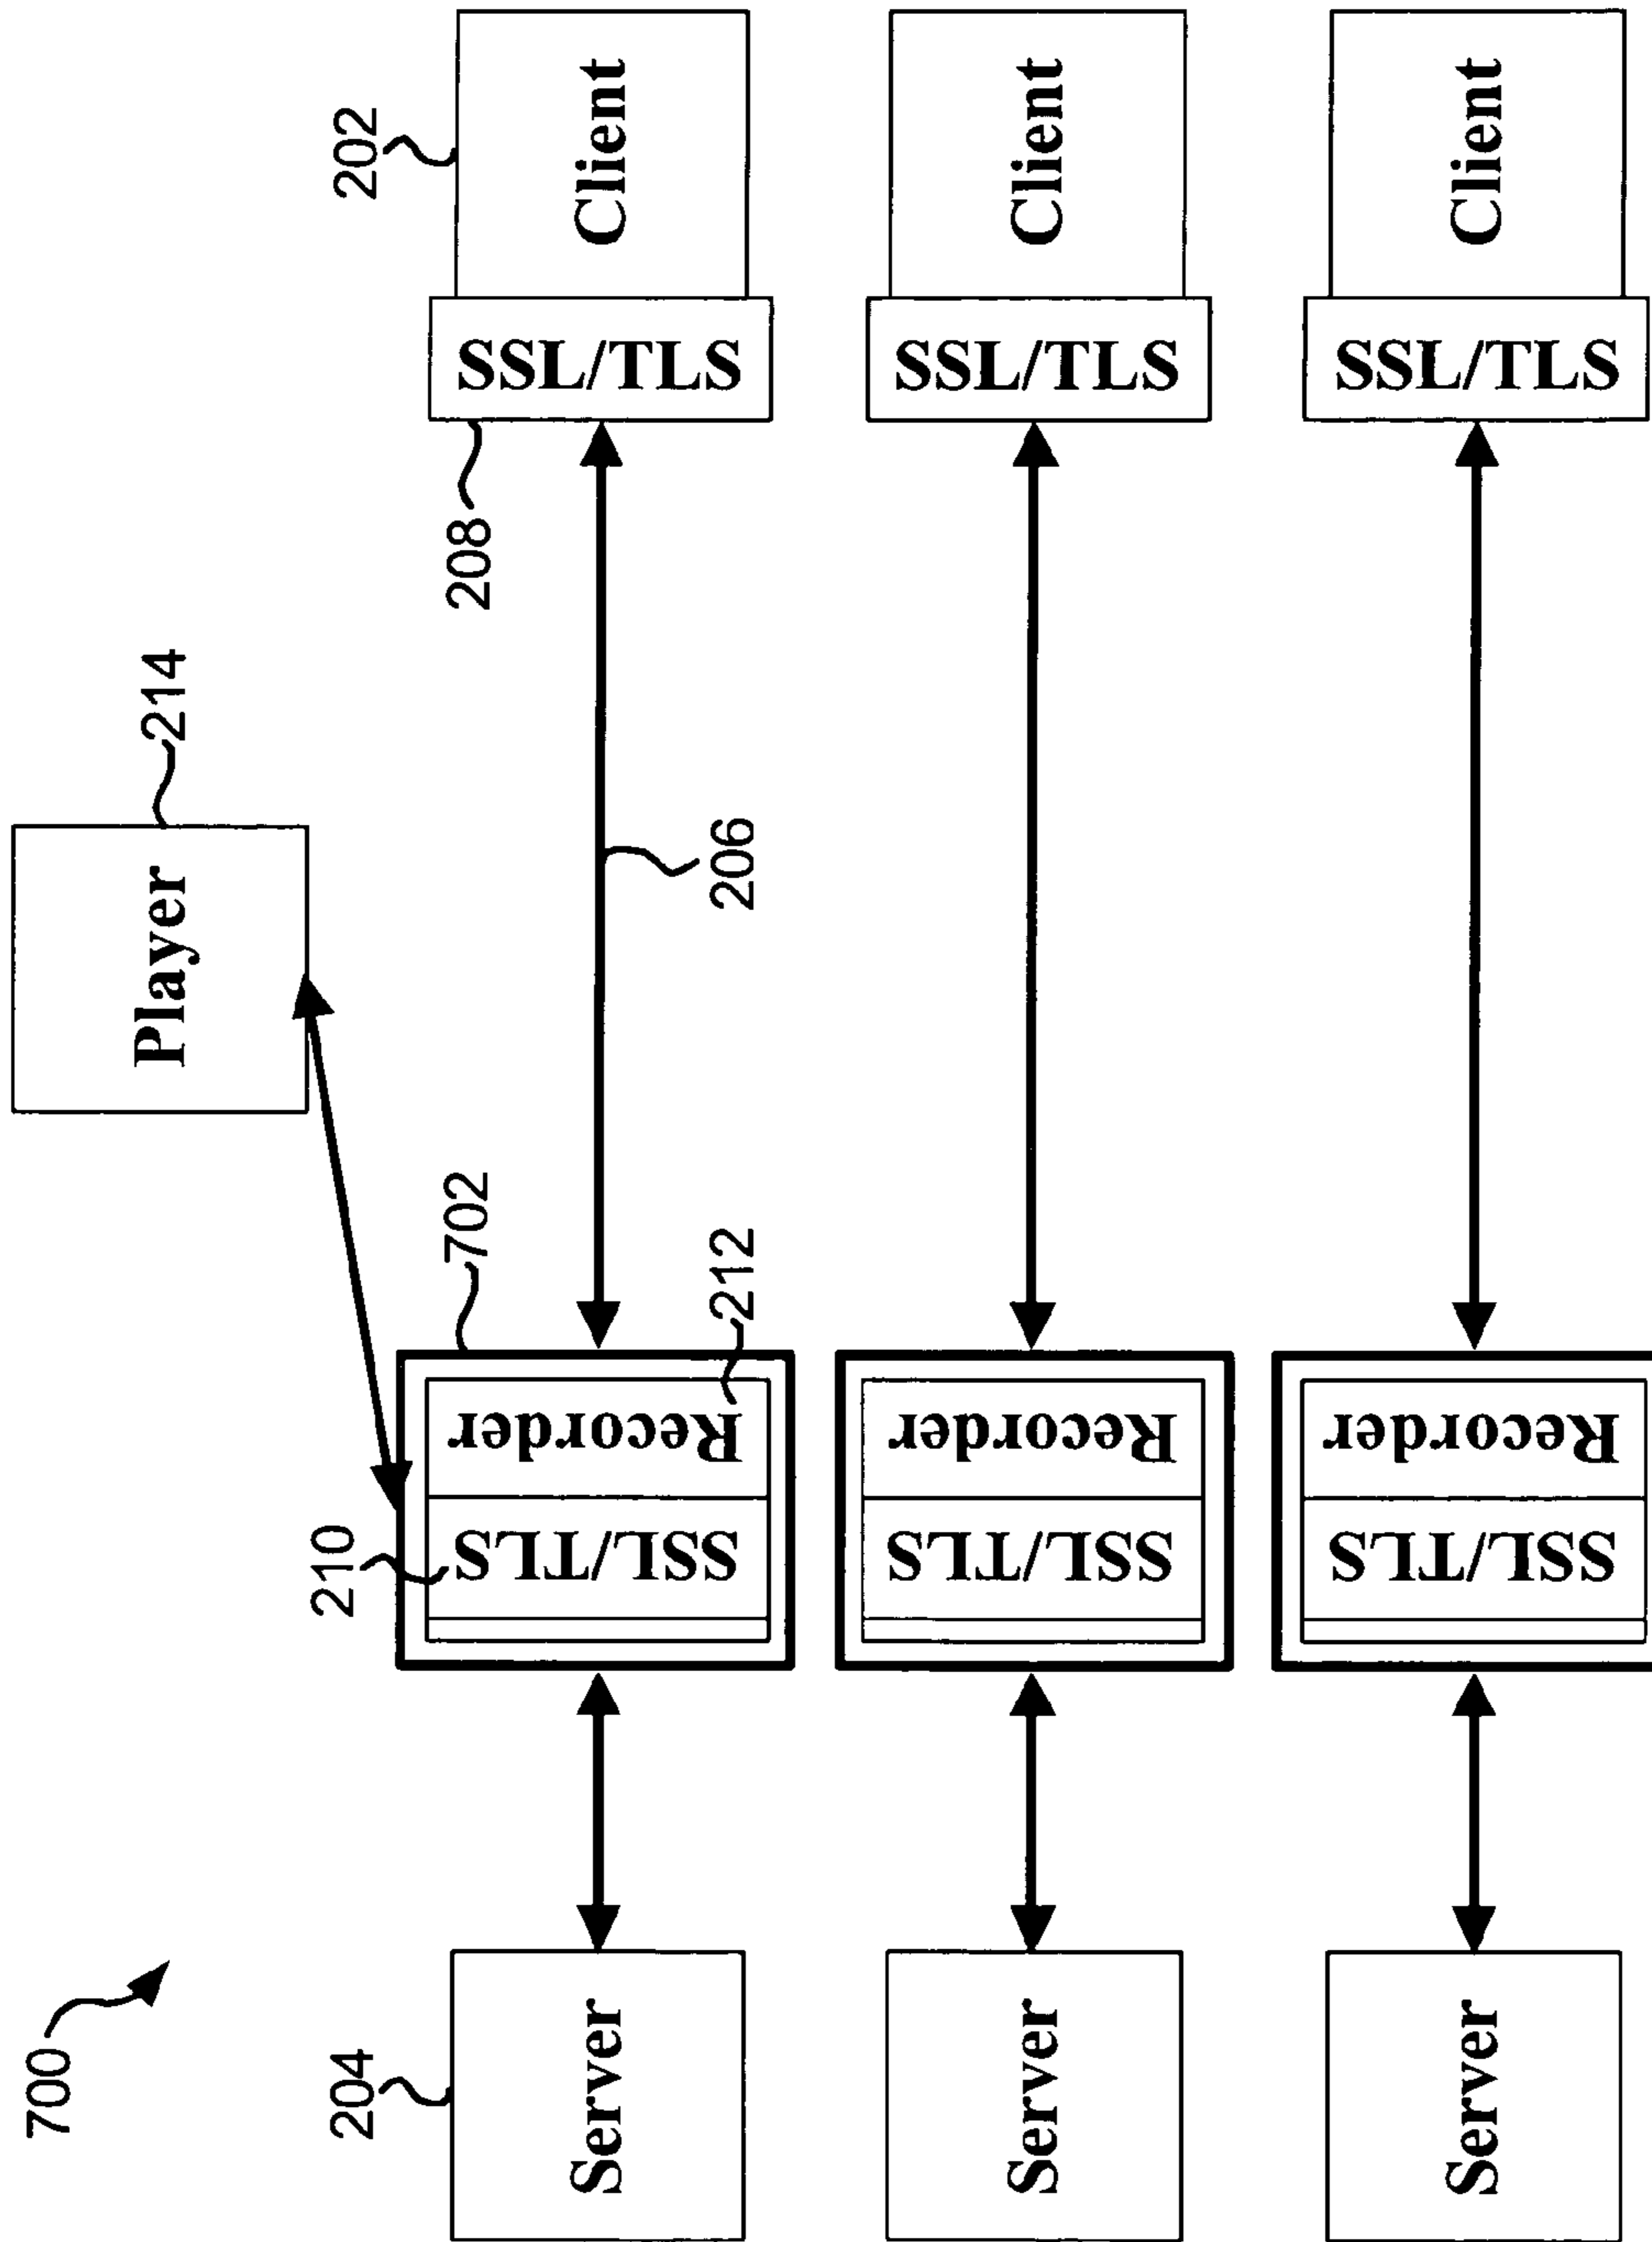 700
Player
214
204
210
702
208
202
Server
SSL/TLS
Recorder
212
206
SSL/TLS
Client
Server
SSL/TLS
Recorder
SSL/TLS
Client
Server
SSL/TLS
Recorder
SSL/TLS
Client